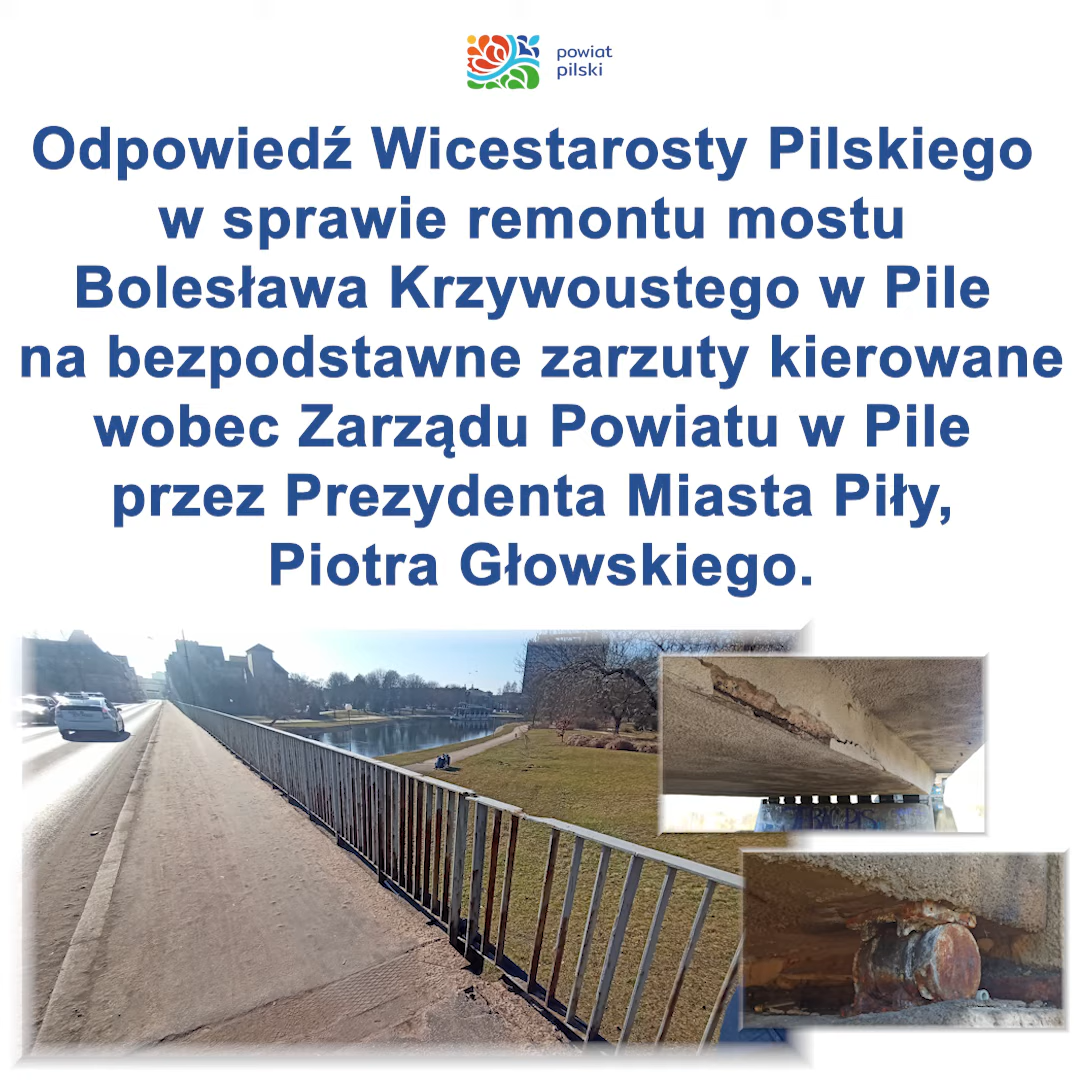 powiat
pilski
Odpowiedź Wicestarosty Pilskiego
w sprawie remontu mostu
Bolesława Krzywoustego w Pile
na bezpodstawne zarzuty kierowane
wobec Zarządu Powiatu w Pile
przez Prezydenta Miasta Piły,
Piotra Głowskiego.